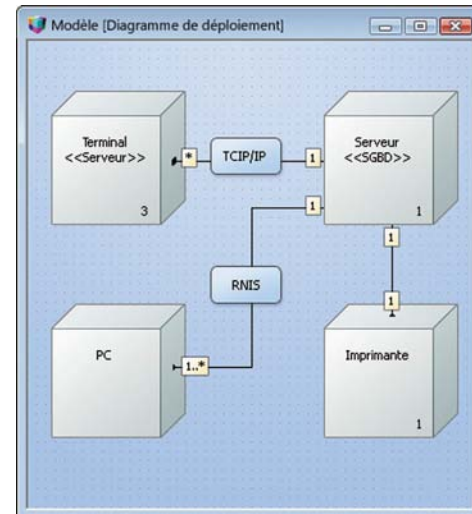 Modèle [Diagramme de déploiement]
Terminal
<<Serveur>>
3
*
TCIP/IP
1
Serveur
<<SGBD>>
1
1
1
RNIS
1
PC
1..*
Imprimante
1